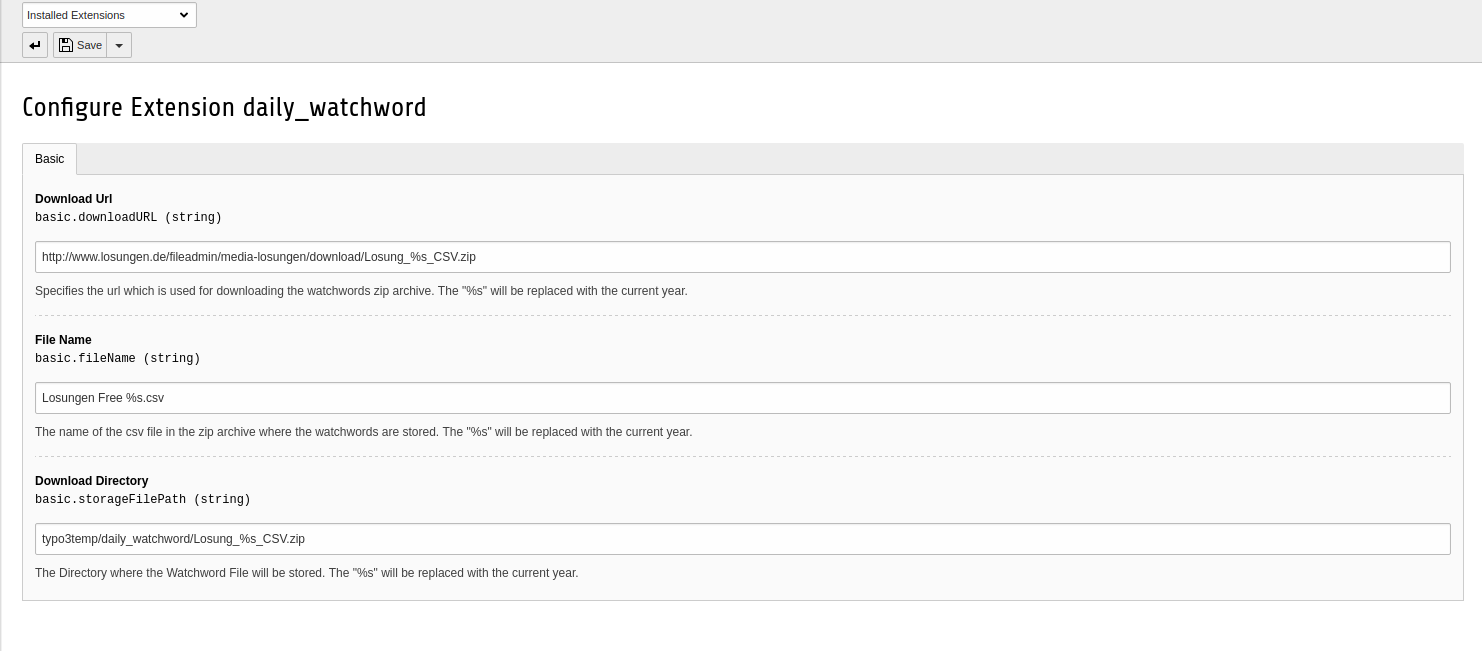 Installed Extensions
Save
Configure Extension daily_watchword
Basic
Download Url
basic.downloadURL (string)
http://www.losungen.de/fileadmin/media-losungen/download/Losung_%s_CSV.zip
Specifies the url which is used for downloading the watchwords zip archive. The "%s" will be replaced with the current year.
File Name
basic.fileName (string)
Losungen Free %s.csv
The name of the csv file in the zip archive where the watchwords are stored. The "%s" will be replaced with the current year.
Download Directory
basic.storageFilePath (string)
typo3temp/daily_watchword/Losung_%s_CSV.zip
The Directory where the Watchword File will be stored. The "%s" will be replaced with the current year.